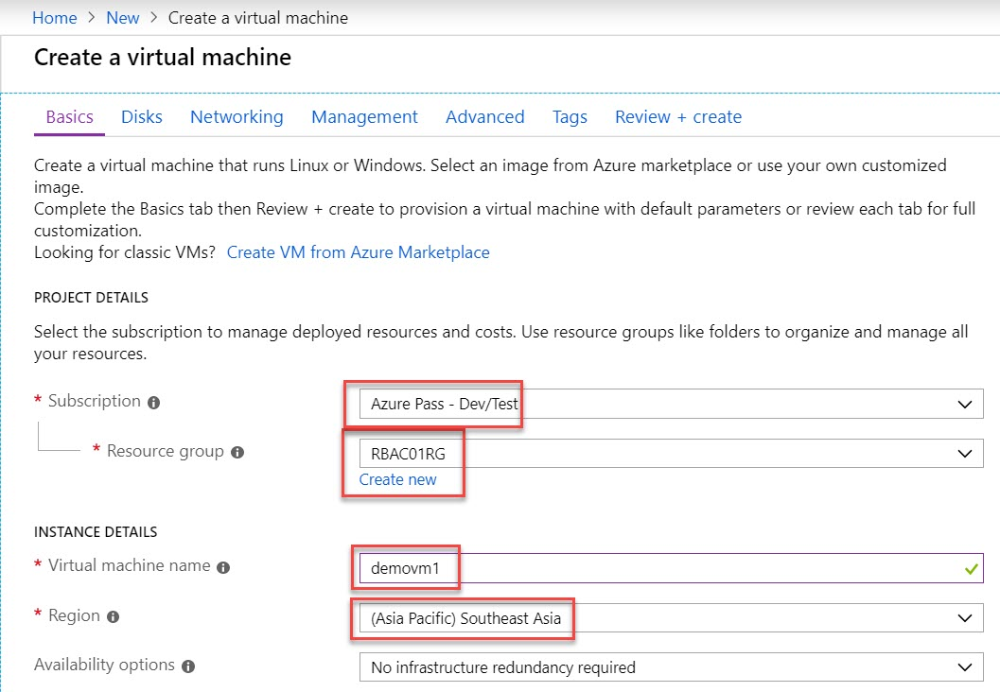 Home > New > Create a virtual machine
Create a virtual machine
Basics Disks Networking Management Advanced Tags Review + create
Create a virtual machine that runs Linux or Windows. Select an image from Azure marketplace or use your own customized
image.
Complete the Basics tab then Review + create to provision a virtual machine with default parameters or review each tab for full
customization.
Looking for classic VMs? Create VM from Azure Marketplace
PROJECT DETAILS
Select the subscription to manage deployed resources and costs. Use resource groups like folders to organize and manage all
your resources.
* Subscription Azure Pass - Dev/Test
* Resource group RBAC01RG
Create new
INSTANCE DETAILS
* Virtual machine name demovm1
* Region (Asia Pacific) Southeast Asia
Availability options No infrastructure redundancy required